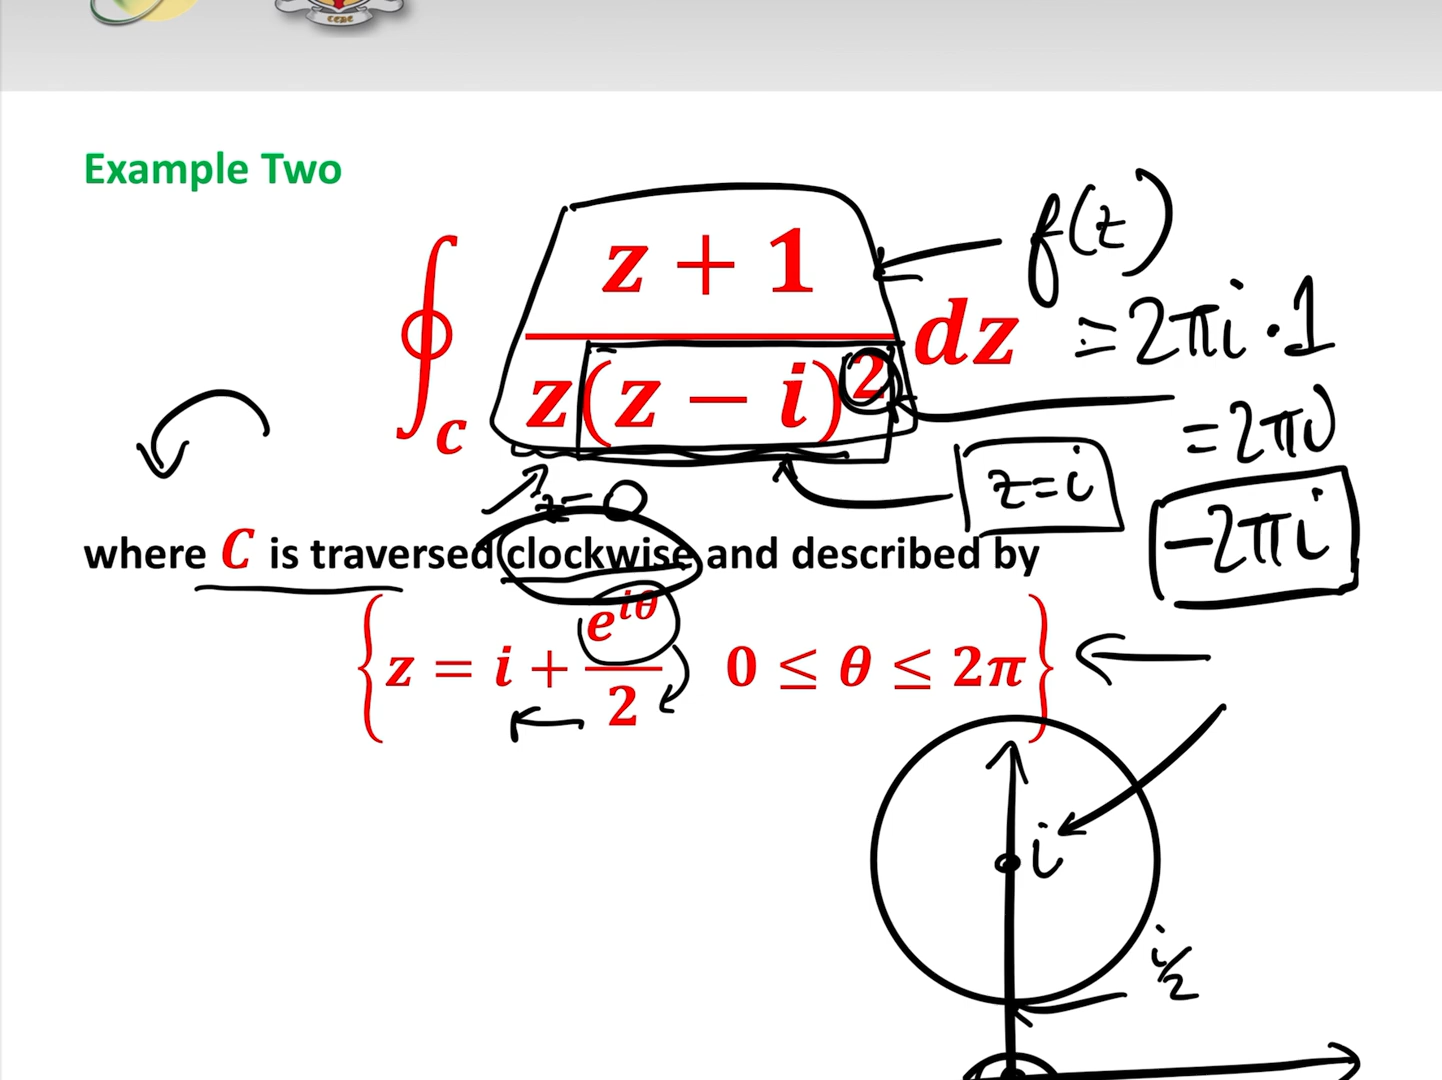 CERE
Example Two
∮_C (z + 1)/(z(z − i)^2) dz
f(z)
= 2πi · 1
= 2πi
z = i
z = 0
−2πi
where C is traversed clockwise and described by
{z = i + e^{iθ}/2   0 ≤ θ ≤ 2π}
i
i/2